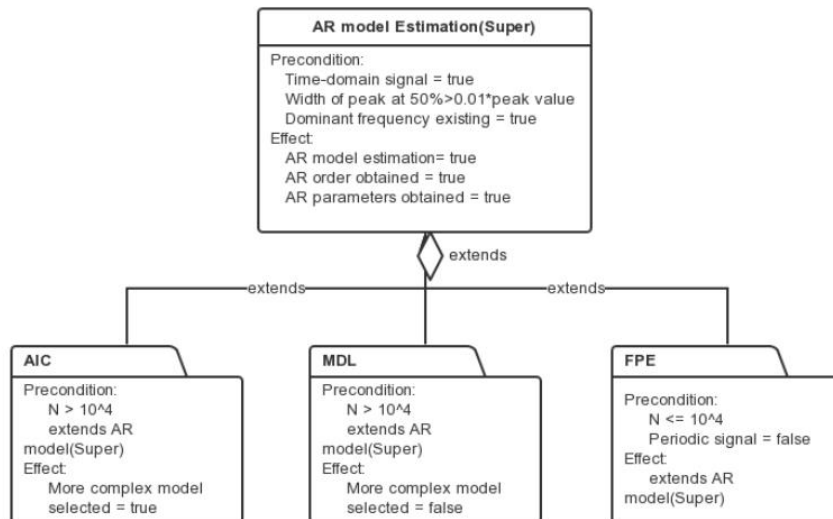 AR model Estimation(Super)
Precondition:
Time-domain signal = true
Width of peak at 50%>0.01*peak value
Dominant frequency existing = true
Effect:
AR model estimation= true
AR order obtained = true
AR parameters obtained = true
extends
extends
extends
AIC
Precondition:
N > 10^4
extends AR
model(Super)
Effect:
More complex model
selected = true
MDL
Precondition:
N > 10^4
extends AR
model(Super)
Effect:
More complex model
selected = false
FPE
Precondition:
N <= 10^4
Periodic signal = false
Effect:
extends AR
model(Super)